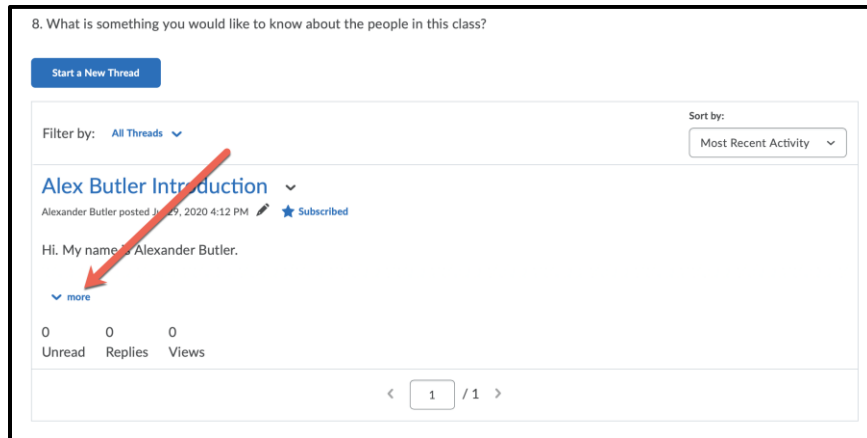 8. What is something you would like to know about the people in this class?
Start a New Thread
Sort by:
Filter by: All Threads
Most Recent Activity
Alex Butler Introduction
Alexander Butler posted 29, 2020 4:12 PM Subscribed
Hi. My name is Alexander Butler.
more
0 0 0
Unread Replies Views
1 / 1